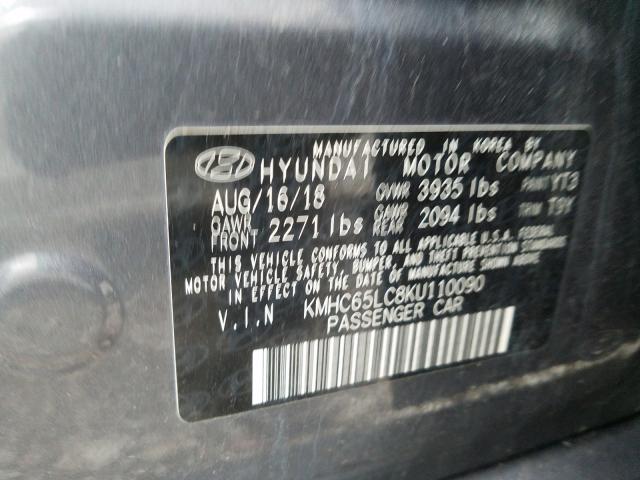 MANUFACTURED IN KOREA BY
HYUNDAI MOTOR COMPANY
AUG/16/18 GVWR 3935 lbs PAINT YT3
GAWR FRONT 2271 lbs GAWR REAR 2094 lbs TRIM T9Y
THIS VEHICLE CONFORMS TO ALL APPLICABLE U.S.A. FEDERAL
MOTOR VEHICLE SAFETY, BUMPER, AND THEFT PREVENTION STANDARDS
IN EFFECT ON THE DATE OF MANUFACTURE SHOWN ABOVE.
V.I.N KMHC65LC8KU110090
PASSENGER CAR